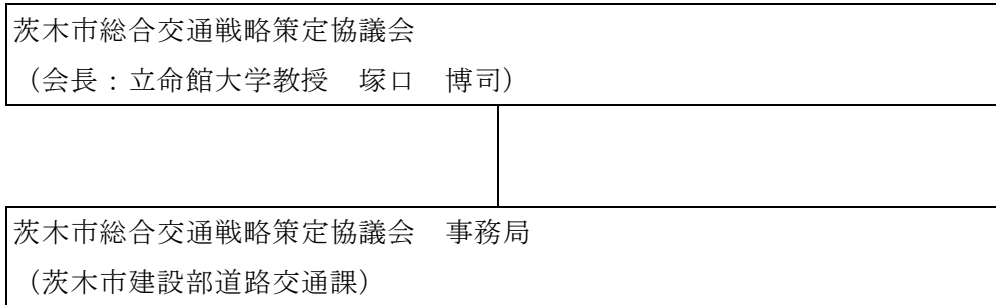 茨木市総合交通戦略策定協議会
（会長：立命館大学教授　塚口　博司）
茨木市総合交通戦略策定協議会　事務局
（茨木市建設部道路交通課）